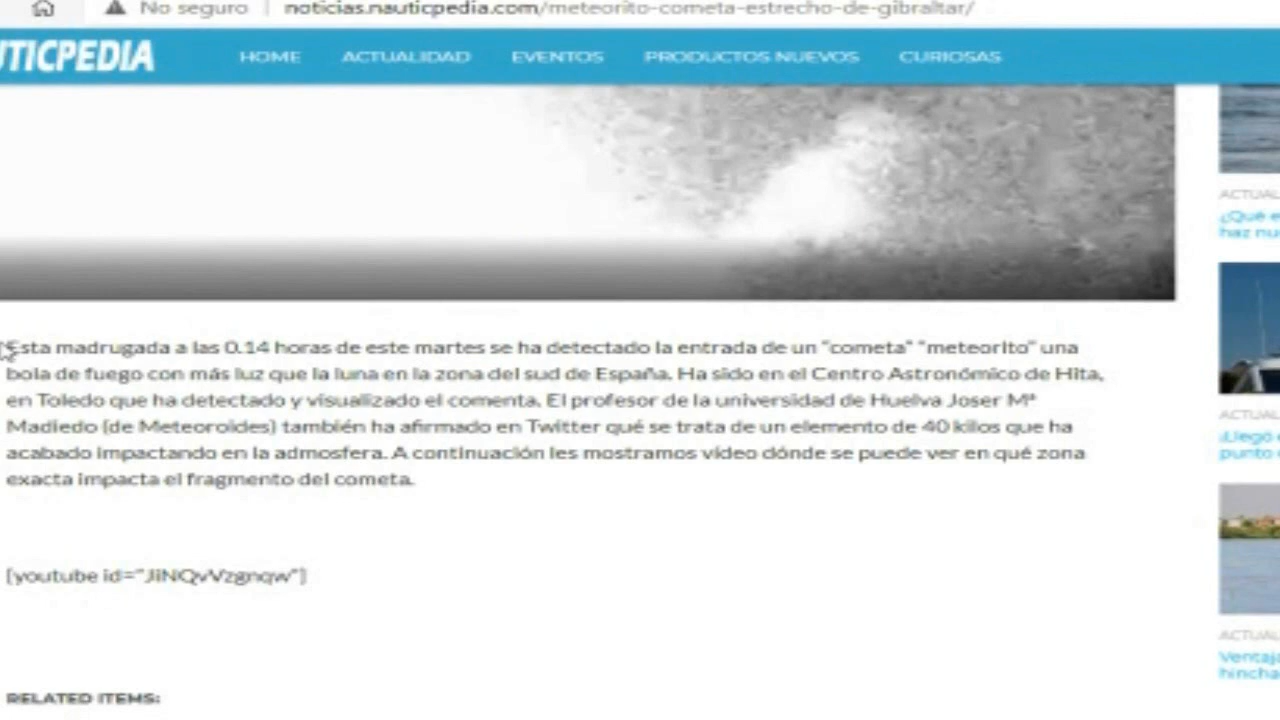 No seguro
noticias.nauticpedia.com/meteorito-cometa-estrecho-de-gibraltar/
UTICPEDIA
HOME ACTUALIDAD EVENTOS PRODUCTOS NUEVOS CURIOSAS
Esta madrugada a las 0.14 horas de este martes se ha detectado la entrada de un "cometa" "meteorito" una
bola de fuego con más luz que la luna en la zona del sud de España. Ha sido en el Centro Astronómico de Hita,
en Toledo que ha detectado y visualizado el comenta. El profesor de la universidad de Huelva Joser Mª
Madiedo (de Meteoroides) también ha afirmado en Twitter qué se trata de un elemento de 40 kilos que ha
acabado impactando en la admosfera. A continuación les mostramos vídeo dónde se puede ver en qué zona
exacta impacta el fragmento del cometa.
[youtube id="JiNQvVzgnqw"]
RELATED ITEMS:
ACTUAL
¿Qué e
haz nu
ACTUAL
¡Llegó e
punto
ACTUAL
Ventaja
hincha